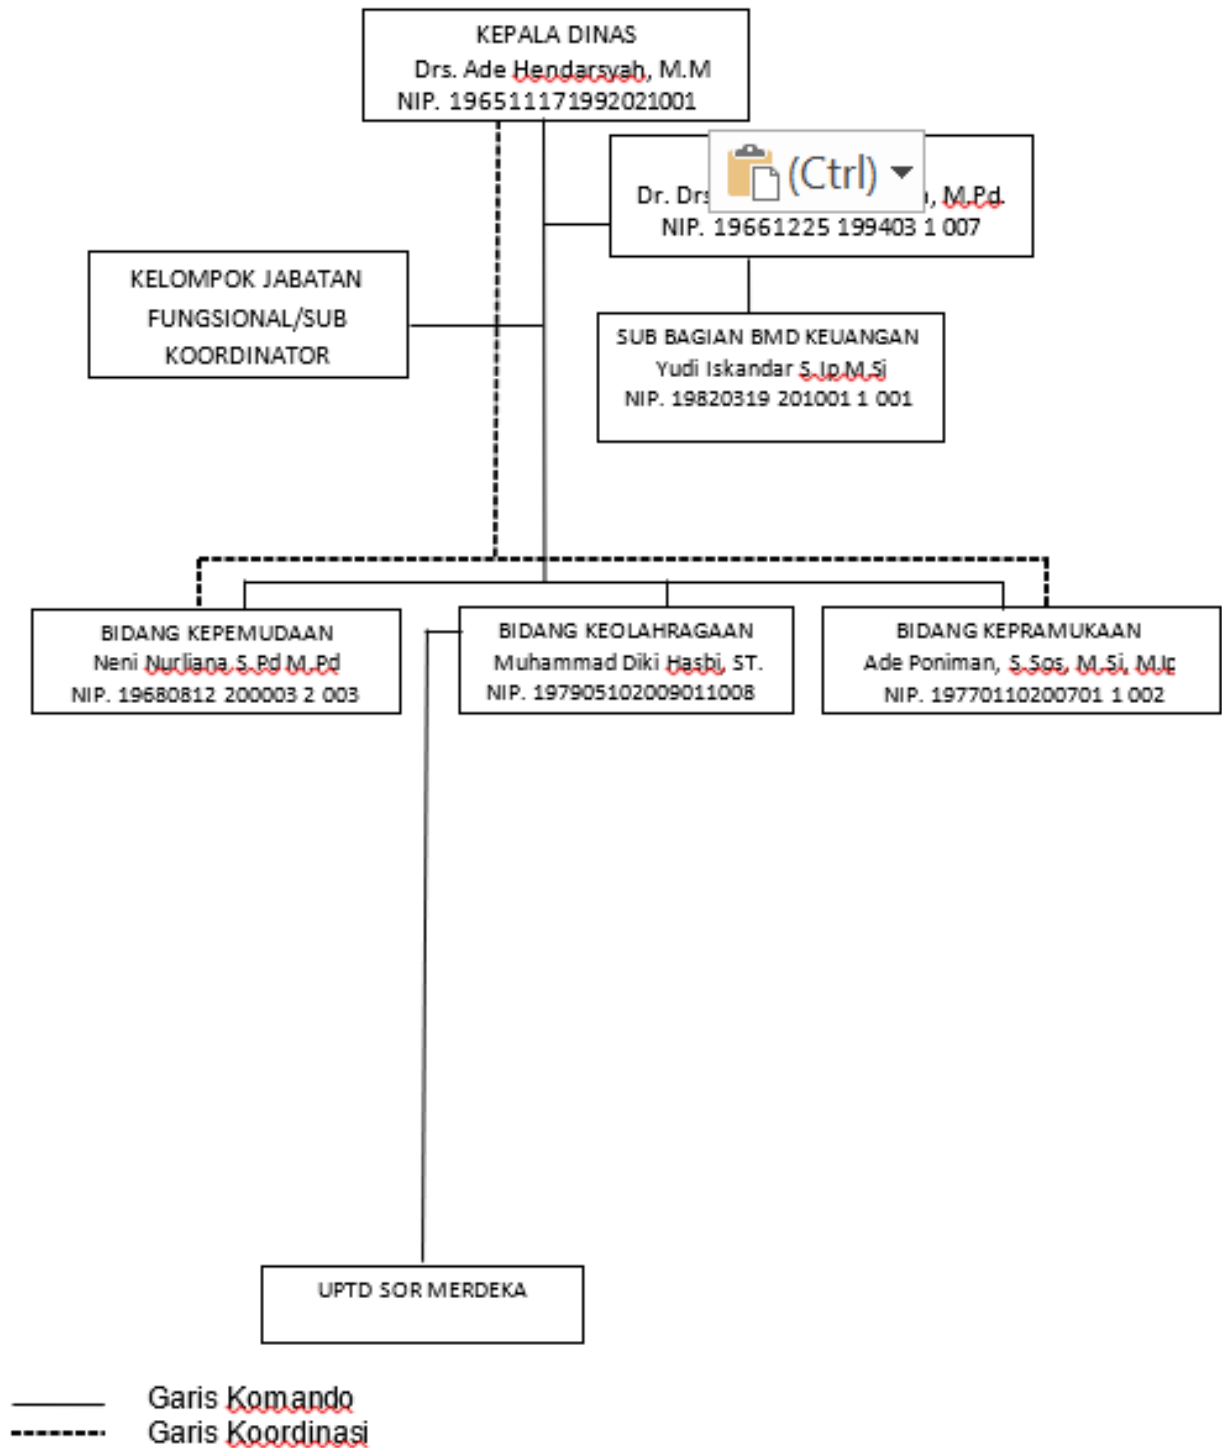 KEPALA DINAS
Drs. Ade Hendarsyah, M.M
NIP. 196511171992021001
(Ctrl)
Dr. Drs
, M.Pd.
NIP. 19661225 199403 1 007
KELOMPOK JABATAN
FUNGSIONAL/SUB
KOORDINATOR
SUB BAGIAN BMD KEUANGAN
Yudi Iskandar S.Ip.M.Si
NIP. 19820319 201001 1 001
BIDANG KEPEMUDAAN
Neni Nurliana S.Pd M.Pd
NIP. 19680812 200003 2 003
BIDANG KEOLAHRAGAAN
Muhammad Diki Hasbi, ST.
NIP. 197905102009011008
BIDANG KEPRAMUKAAN
Ade Poniman, S.Sos, M.Si, M.Ip
NIP. 19770110200701 1 002
UPTD SOR MERDEKA
Garis Komando
Garis Koordinasi